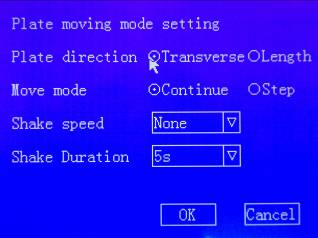 Plate moving mode setting
Plate direction Transverse Length
Move mode Continue Step
Shake speed None
Shake Duration 5s
OK Cancel